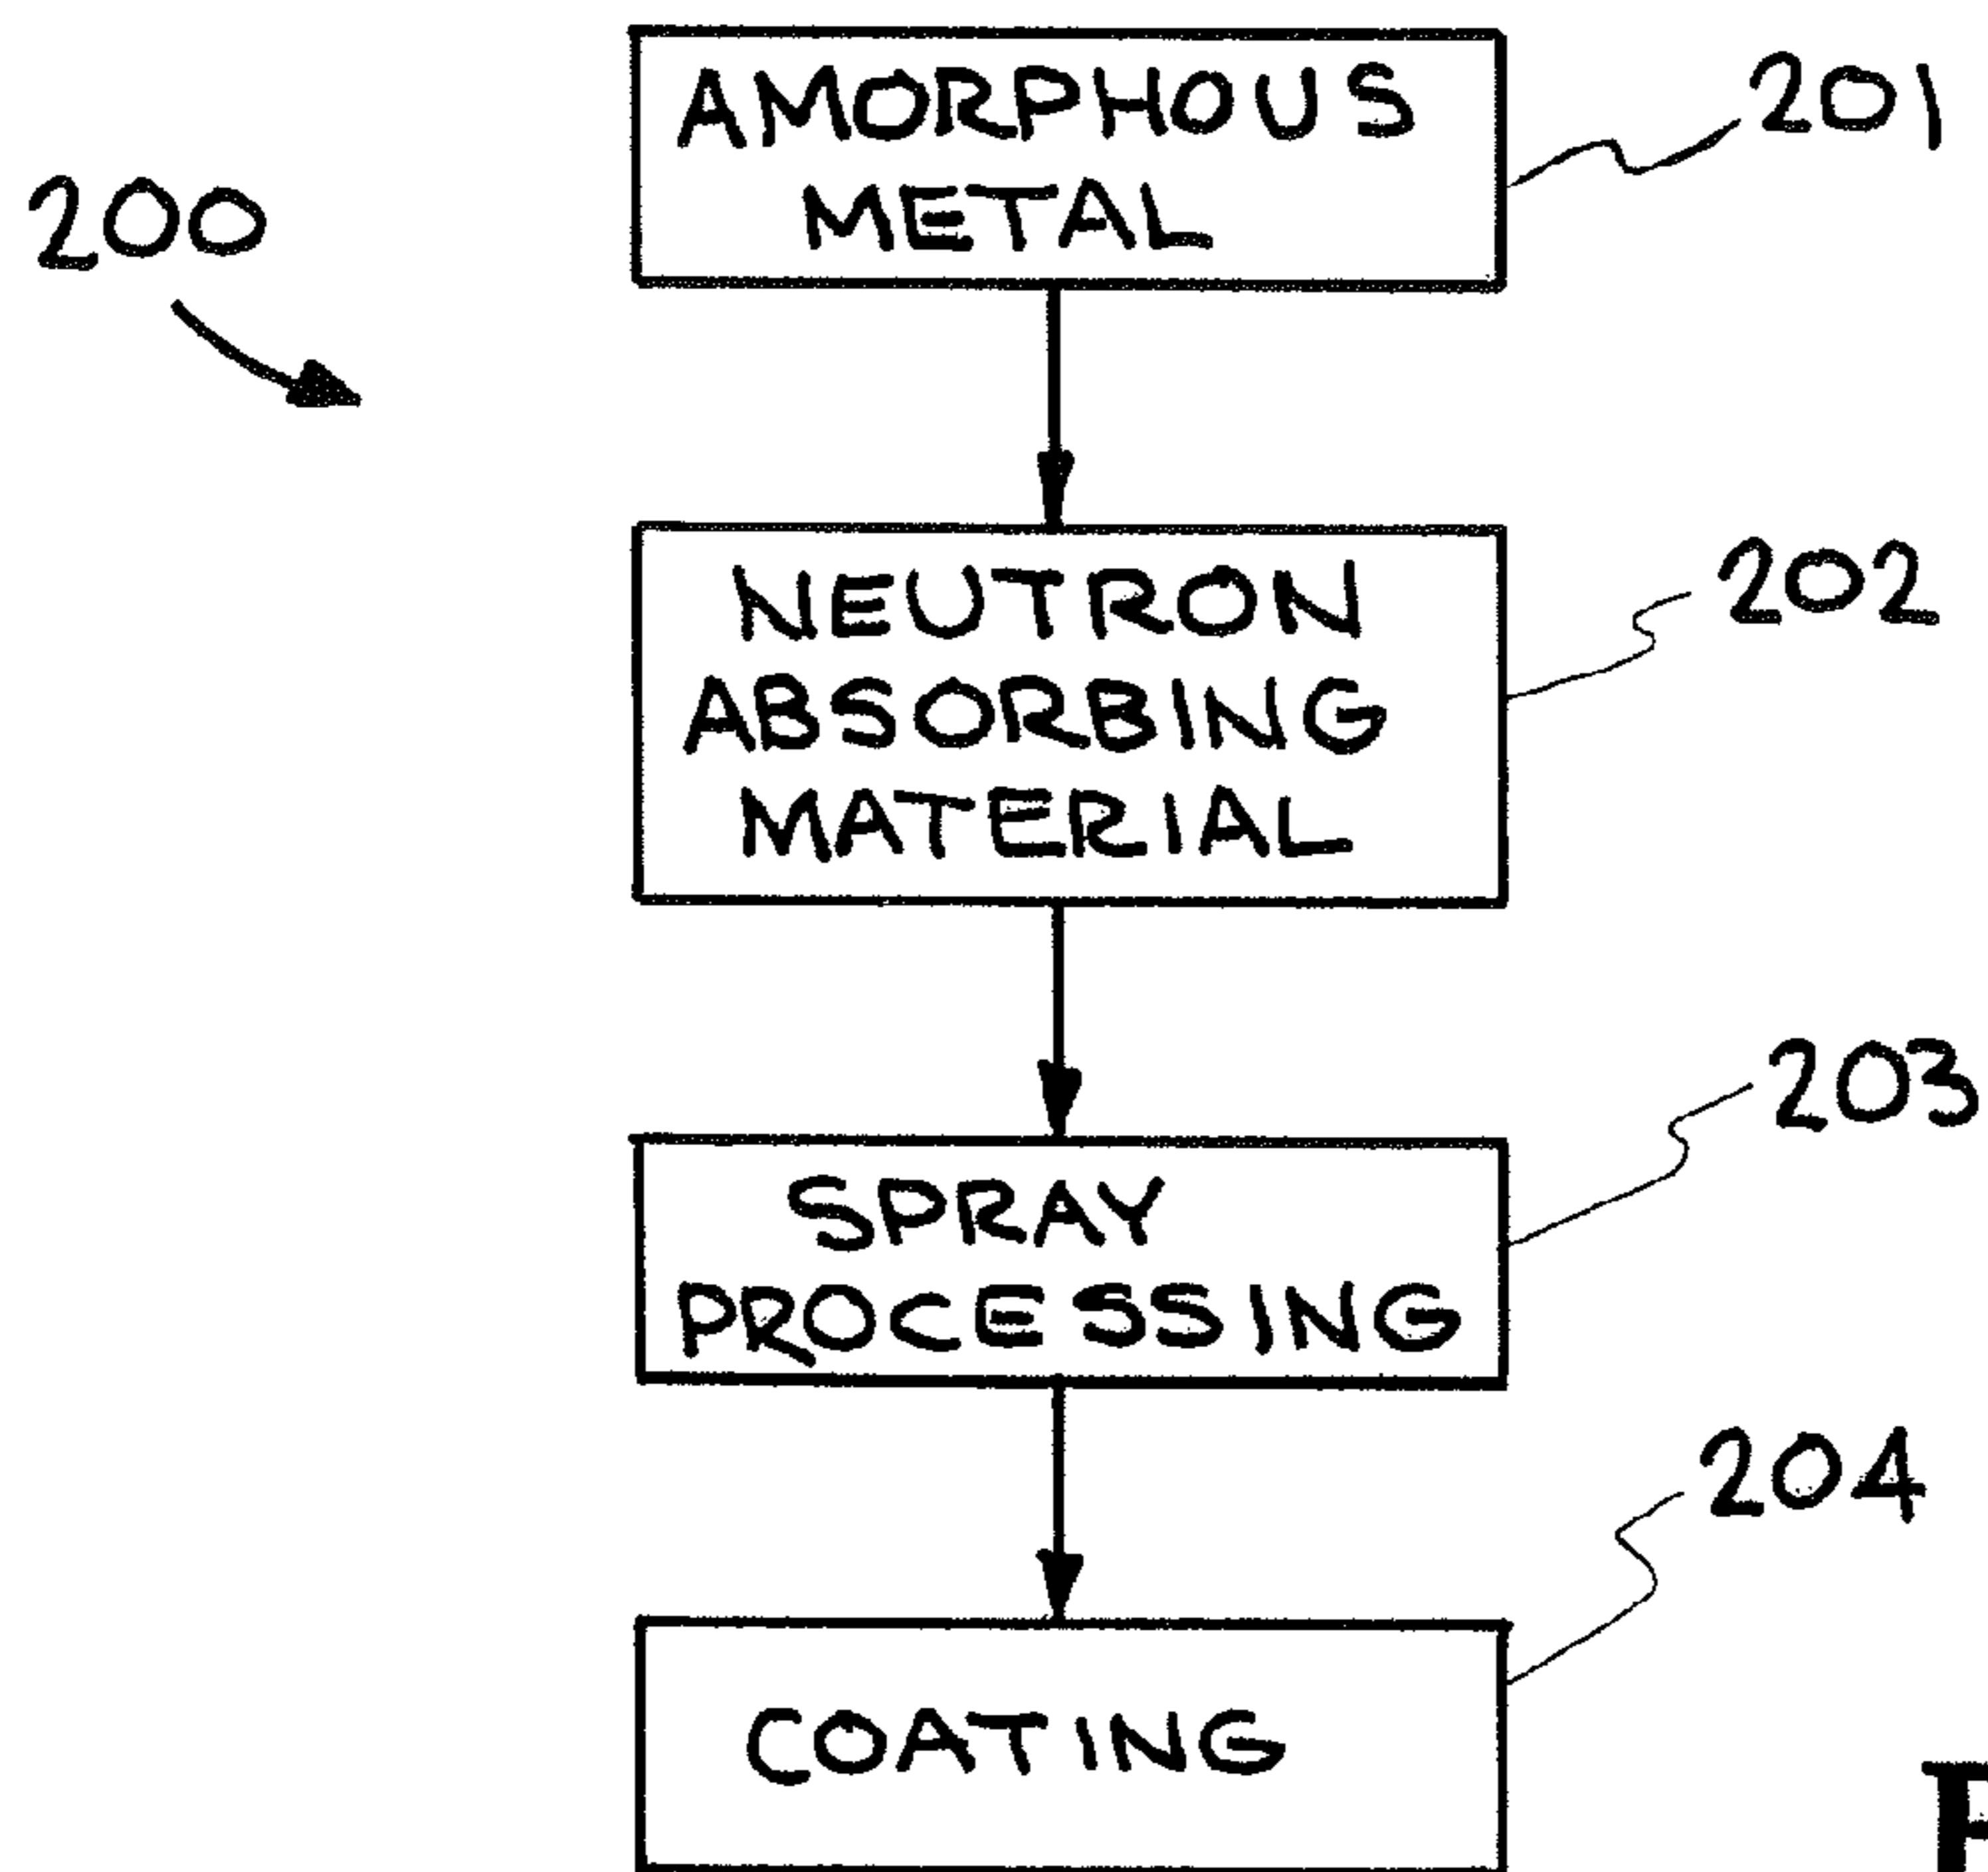 AMORPHOUS
METAL
201
200
NEUTRON
ABSORBING
MATERIAL
202
SPRAY
PROCESSING
203
COATING
204